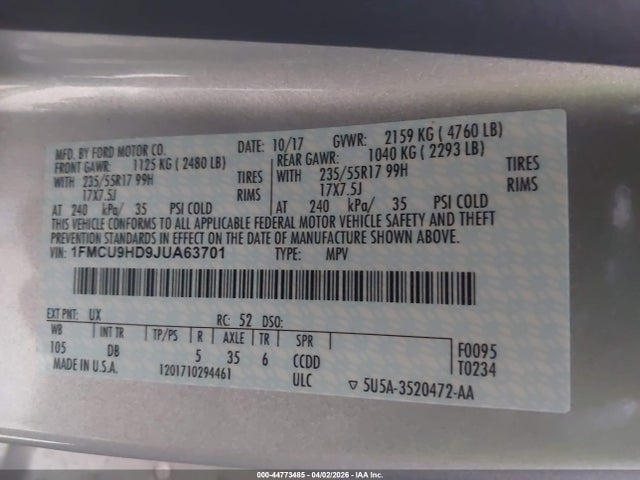 MFD. BY FORD MOTOR CO. DATE: 10/17 GVWR: 2159 KG ( 4760 LB)
FRONT GAWR: 1125 KG ( 2480 LB) REAR GAWR: 1040 KG ( 2293 LB)
WITH 235/55R17 99H TIRES WITH 235/55R17 99H TIRES
17X7.5J RIMS 17X7.5J RIMS
AT 240 kPa/ 35 PSI COLD AT 240 kPa/ 35 PSI COLD
THIS VEHICLE CONFORMS TO ALL APPLICABLE FEDERAL MOTOR VEHICLE SAFETY AND THEFT
PREVENTION STANDARDS IN EFFECT ON THE DATE OF MANUFACTURE SHOWN ABOVE.
VIN: 1FMCU9HD9JUA63701 TYPE: MPV
EXT PNT: UX RC: 52 DSO:
WB INT TR TP/PS R AXLE TR SPR
105 DB 5 35 6 CCDD
F0095
T0234
MADE IN U.S.A. 1201710294461 ULC
5U5A-3520472-AA
000-44773485 - 04/02/2026 - IAA Inc.